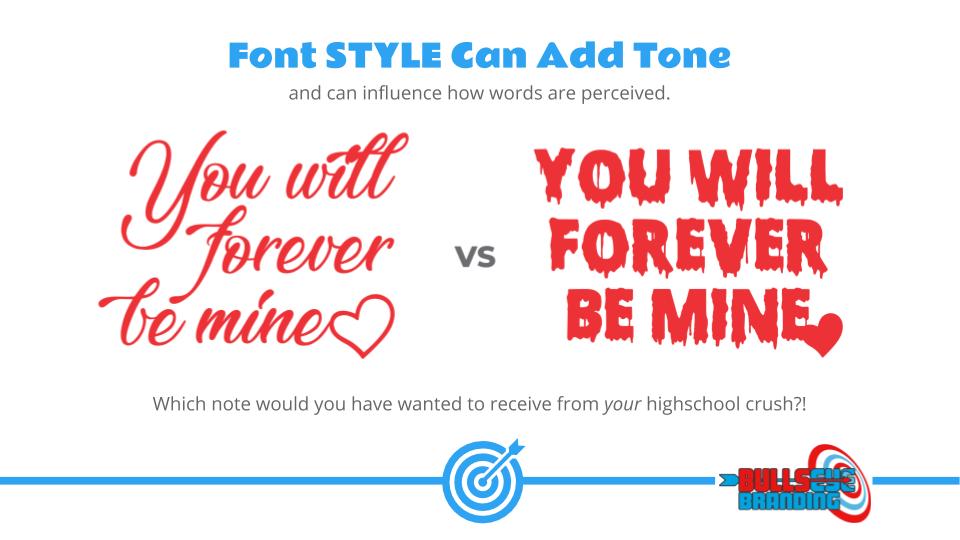 Font STYLE Can Add Tone
and can influence how words are perceived.
You will
forever
be mine
vs
YOU WILL
FOREVER
BE MINE
Which note would you have wanted to receive from your highschool crush?!
BULLSEYE
BRANDING